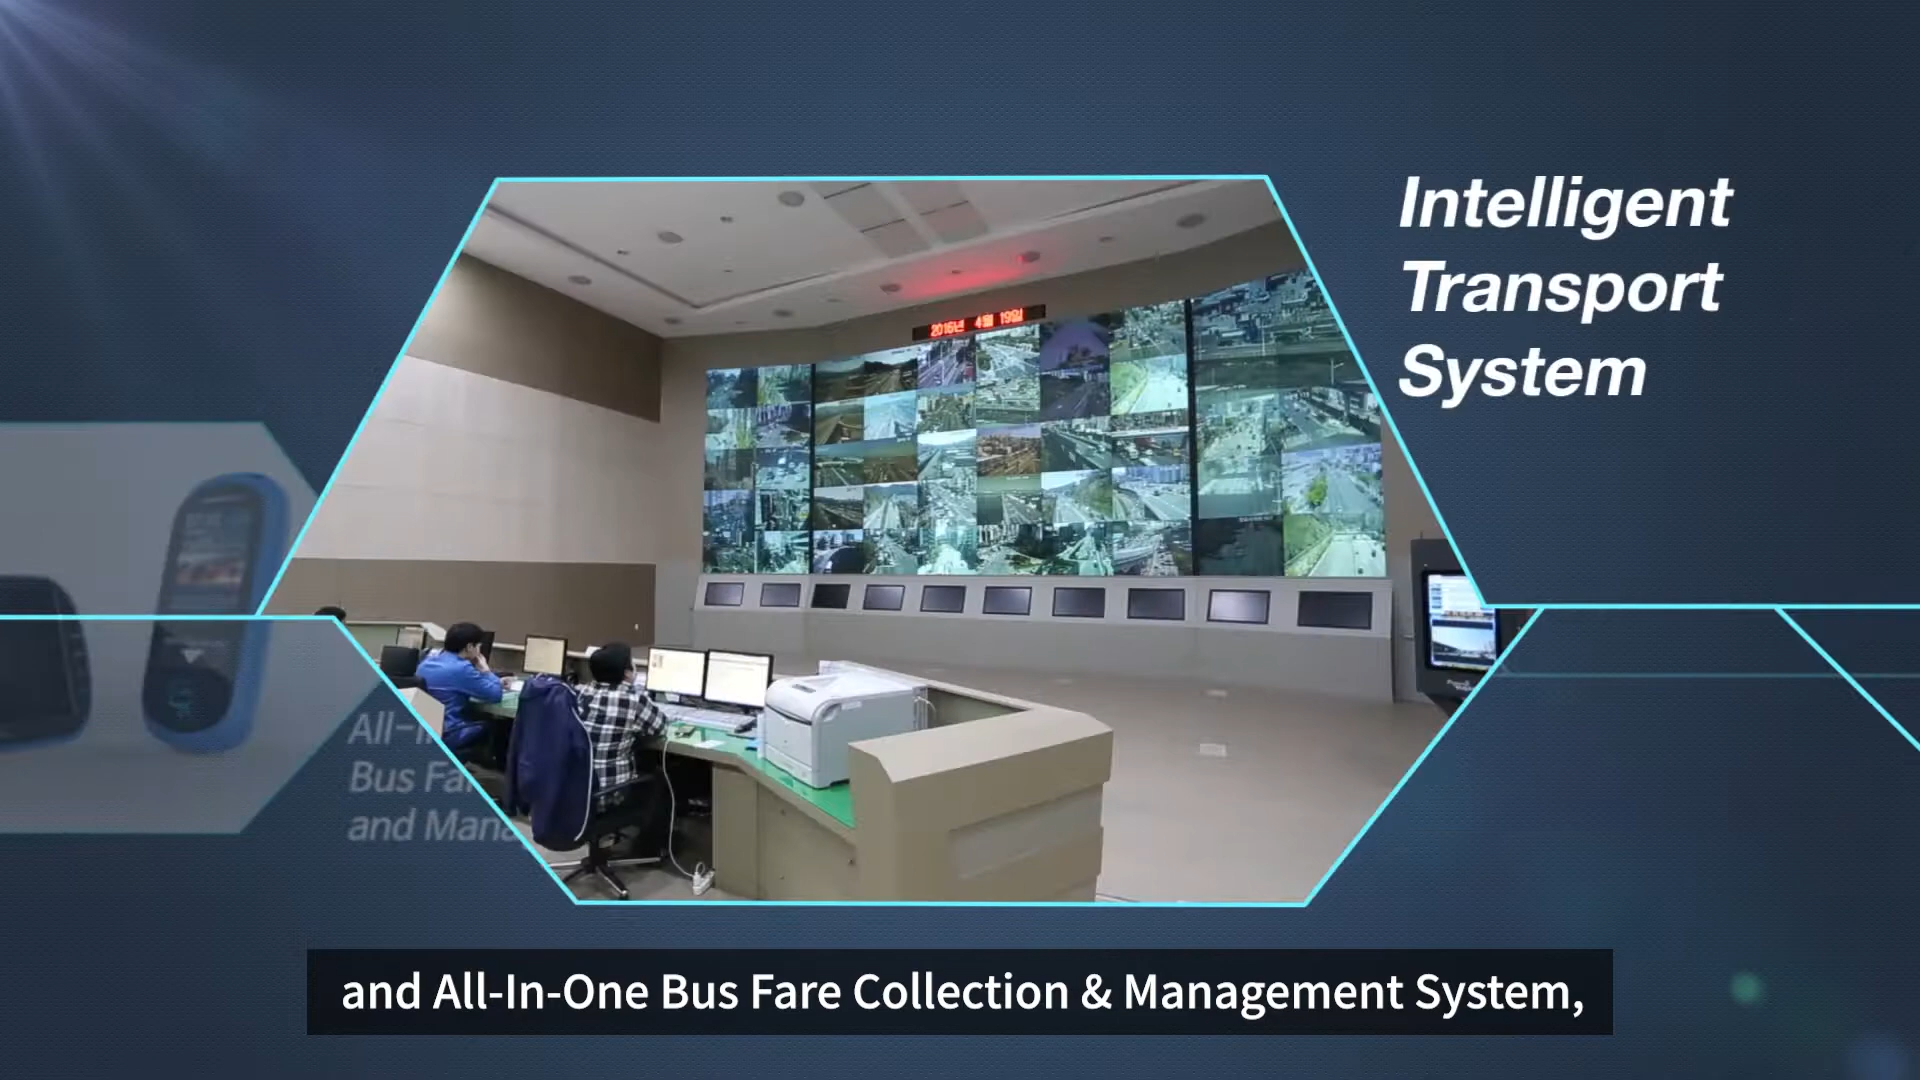 Intelligent
Transport
System
2016년 4월 19일
All-I
Bus Fa
and Mana
and All-In-One Bus Fare Collection & Management System,